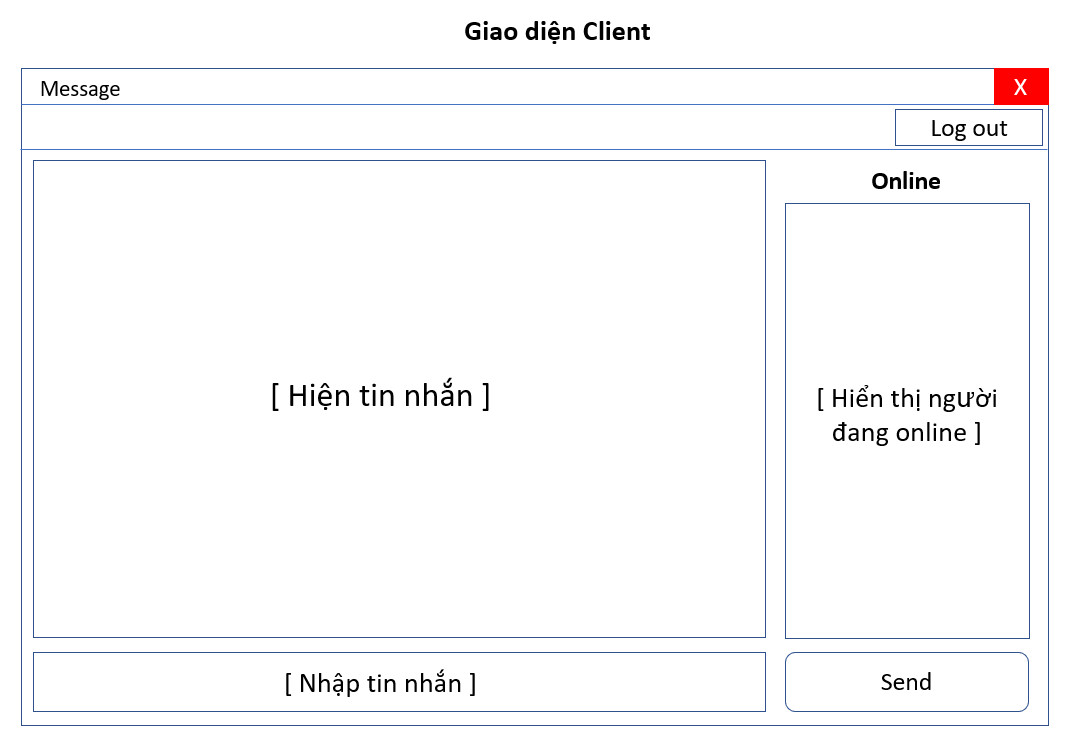 Giao diện Client
Message
X
Log out
Online
[ Hiện tin nhắn ]
[ Hiển thị người
đang online ]
[ Nhập tin nhắn ]
Send